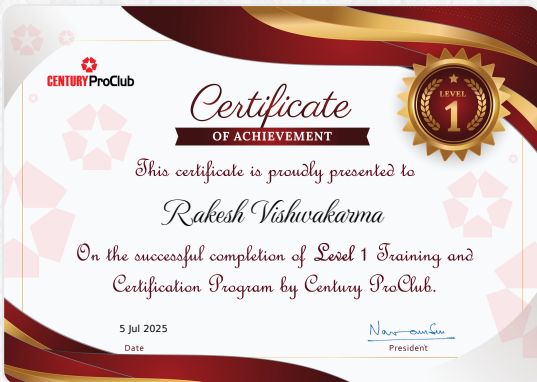 CENTURY ProClub
Certificate
OF ACHIEVEMENT
LEVEL
1
This certificate is proudly presented to
Rakesh Vishwakarma
On the successful completion of Level 1 Training and
Certification Program by Century ProClub.
5 Jul 2025
Date
President